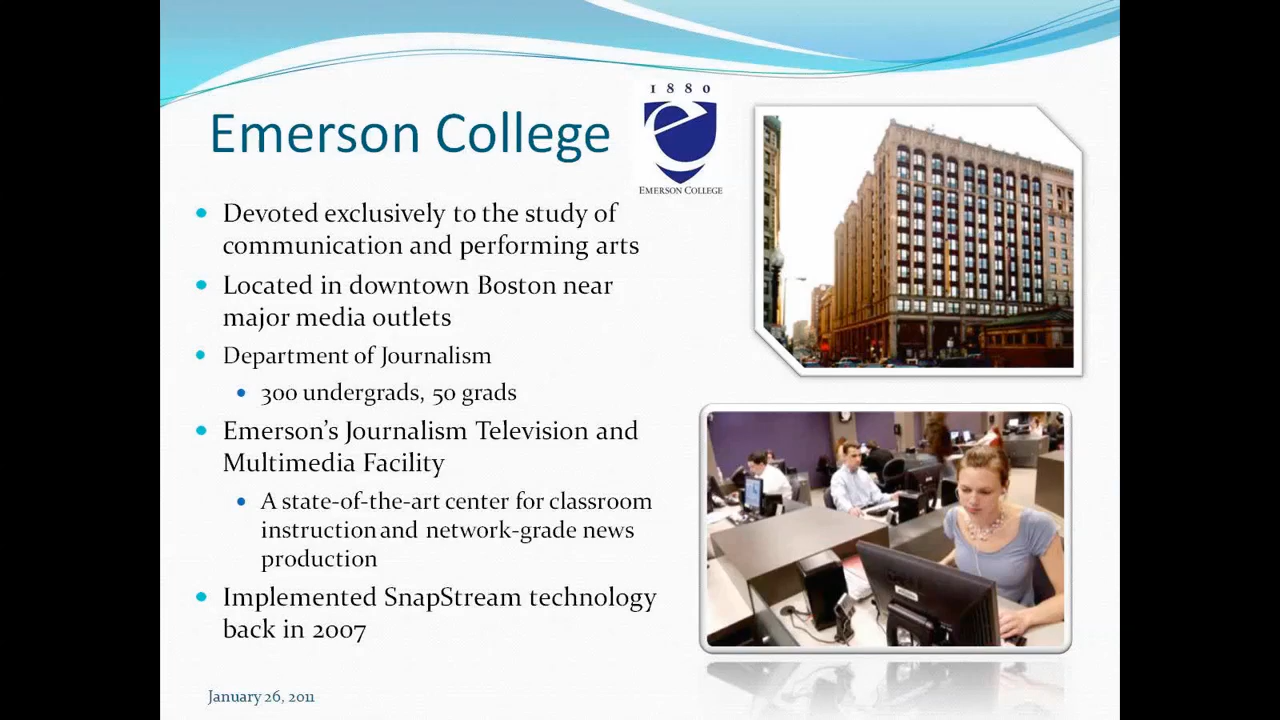 1880
Emerson College
EMERSON COLLEGE
Devoted exclusively to the study of
communication and performing arts
Located in downtown Boston near
major media outlets
Department of Journalism
300 undergrads, 50 grads
Emerson’s Journalism Television and
Multimedia Facility
A state-of-the-art center for classroom
instruction and network-grade news
production
Implemented SnapStream technology
back in 2007
January 26, 2011